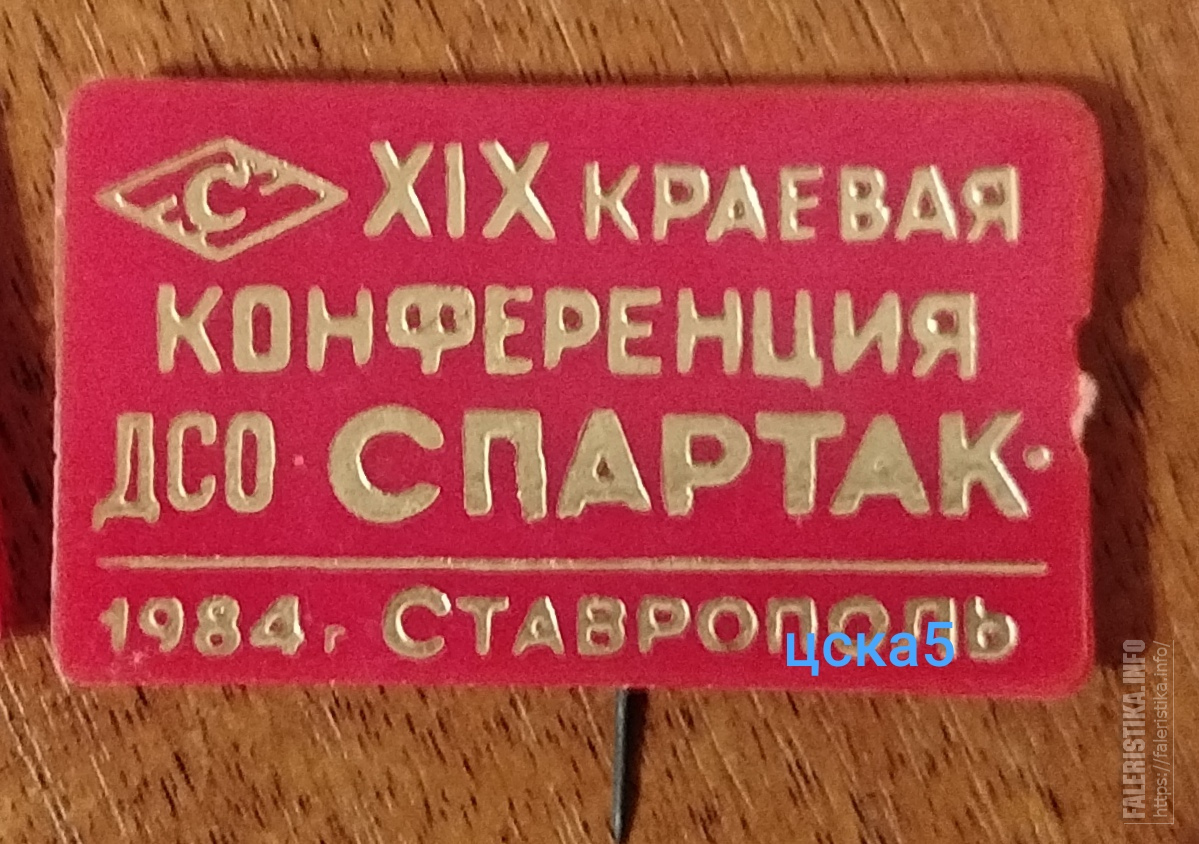 С XIX КРАЕВАЯ
КОНФЕРЕНЦИЯ
ДСО СПАРТАК
1984 г СТАВРОПОЛЬ
цска5
FALERISTIKA.INFO
https://faleristika.info/